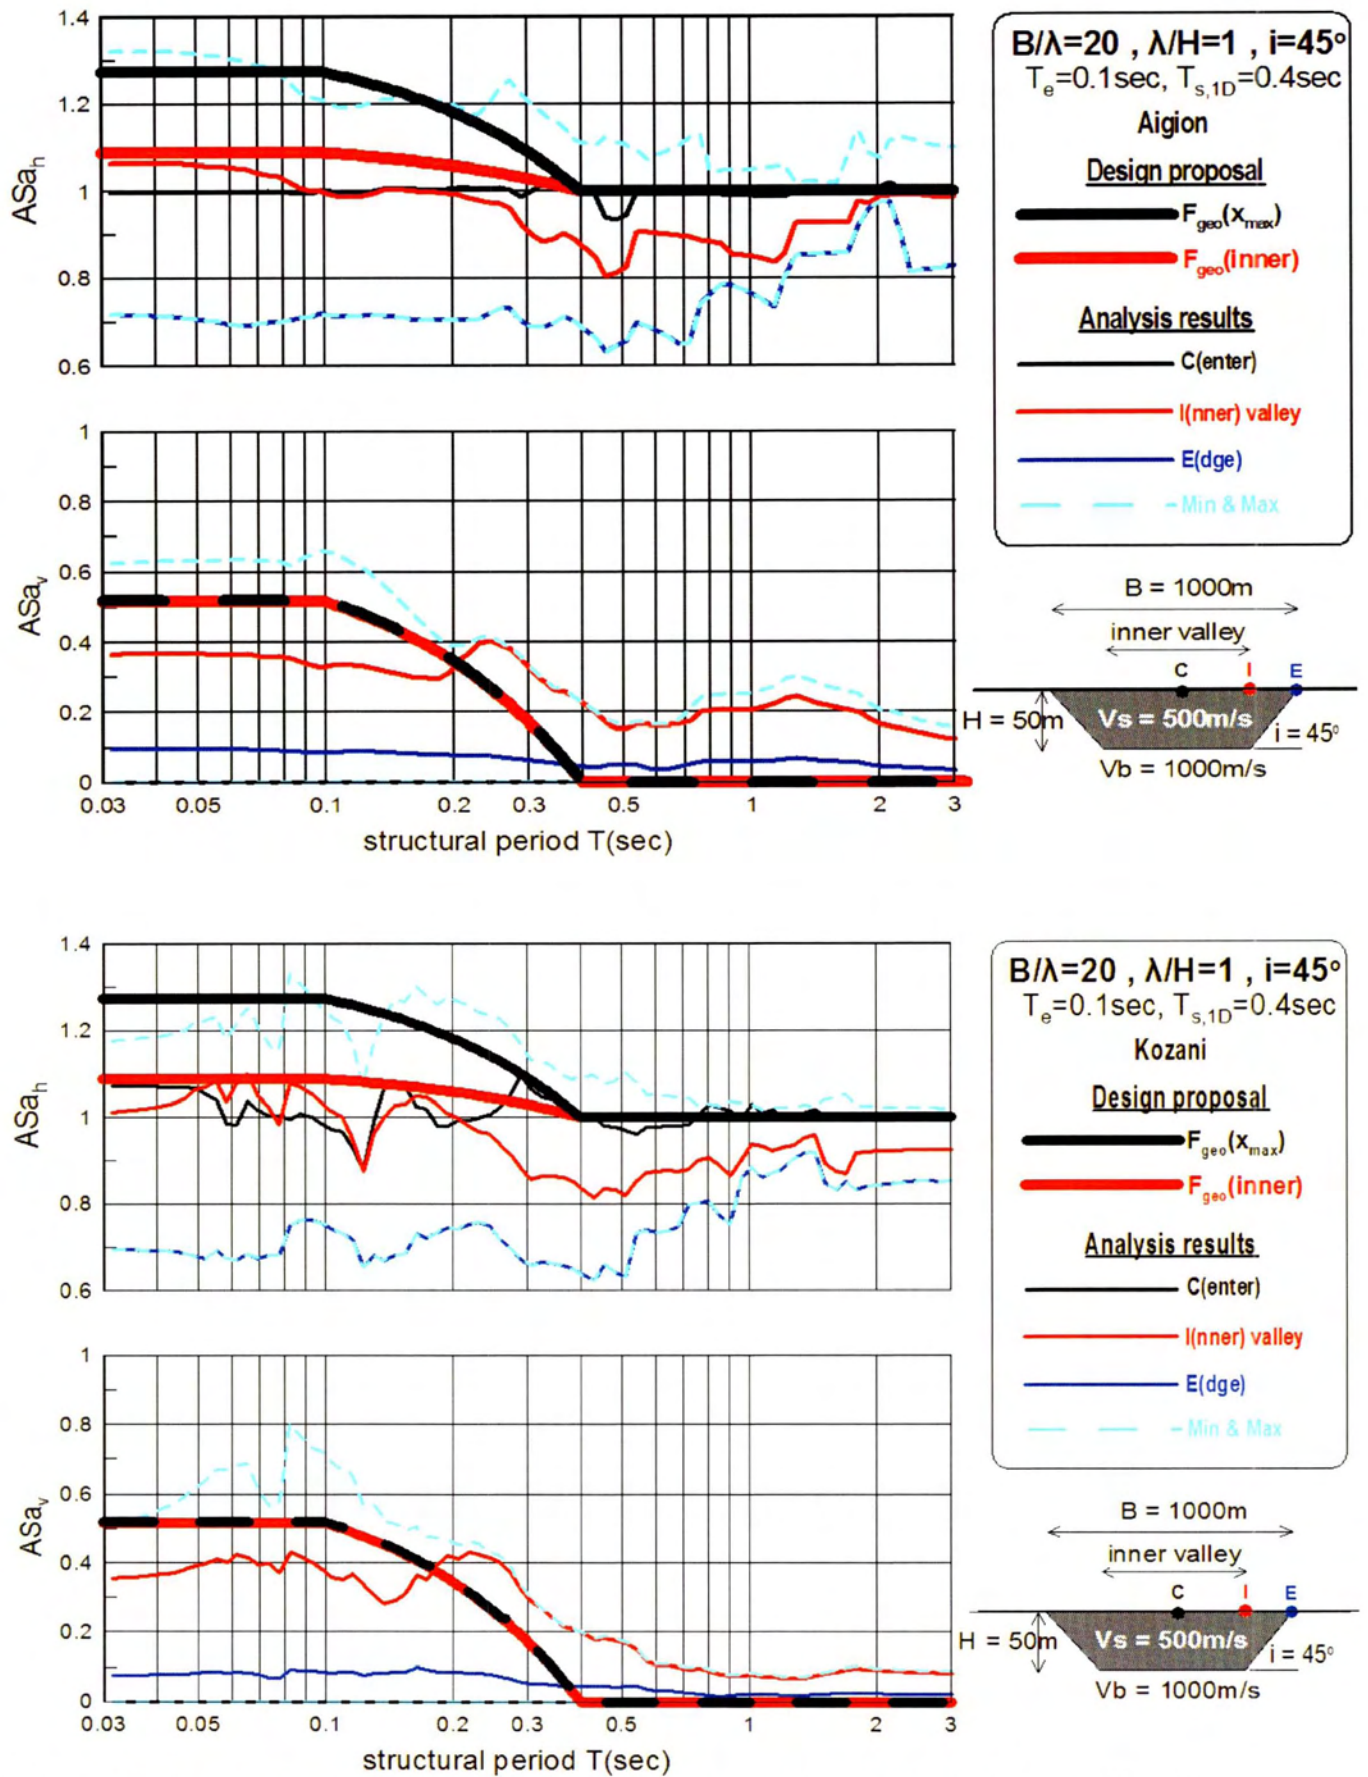 1.4
1.2
1
0.8
0.6
ASa_h
B/λ=20 , λ/H=1 , i=45°
T_e=0.1sec, T_s,1D=0.4sec
Aigion
Design proposal
F_geo(x_max)
F_geo(inner)
Analysis results
C(enter)
I(nner) valley
E(dge)
Min & Max
1
0.8
0.6
0.4
0.2
0
ASa_v
0.03 0.05 0.1 0.2 0.3 0.5 1 2 3
structural period T(sec)
B = 1000m
inner valley
C I E
H = 50m Vs = 500m/s i = 45°
Vb = 1000m/s
1.4
1.2
1
0.8
0.6
ASa_h
B/λ=20 , λ/H=1 , i=45°
T_e=0.1sec, T_s,1D=0.4sec
Kozani
Design proposal
F_geo(x_max)
F_geo(inner)
Analysis results
C(enter)
I(nner) valley
E(dge)
Min & Max
1
0.8
0.6
0.4
0.2
0
ASa_v
0.03 0.05 0.1 0.2 0.3 0.5 1 2 3
structural period T(sec)
B = 1000m
inner valley
C I E
H = 50m Vs = 500m/s i = 45°
Vb = 1000m/s